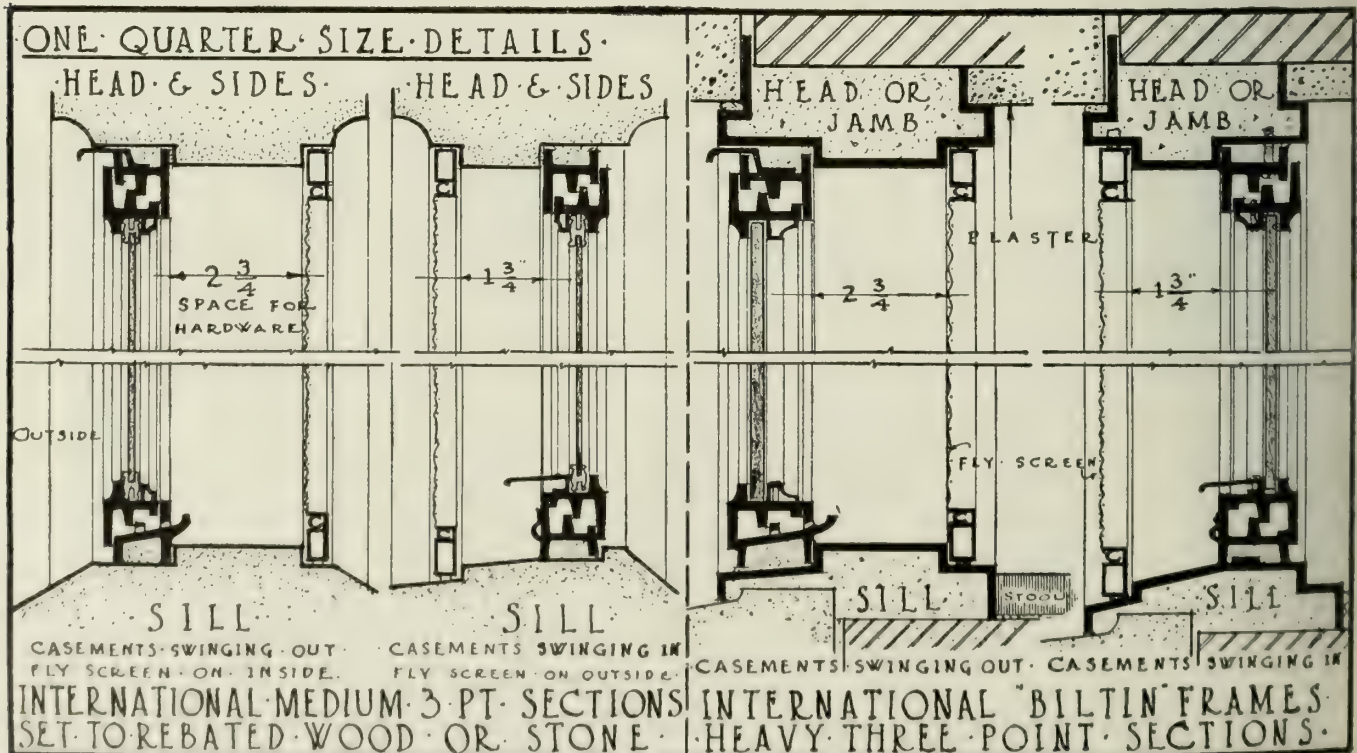 ONE · QUARTER · SIZE · DETAILS ·
· HEAD · & · SIDES ·
HEAD · & · SIDES
HEAD OR
JAMB
HEAD OR
JAMB
PLASTER
2 3/4
SPACE FOR
HARDWARE
1 3/4"
2 3/4
1 3/4"
OUTSIDE
FLY · SCREEN
· SILL ·
CASEMENTS · SWINGING · OUT ·
FLY SCREEN · ON · INSIDE ·
SILL
CASEMENTS SWINGING IN
FLY SCREEN · ON OUTSIDE ·
· SILL ·
STOOL
SILL
CASEMENTS · SWINGING OUT ·
CASEMENTS SWINGING IN
INTERNATIONAL · MEDIUM · 3 · PT · SECTIONS
SET · TO · REBATED · WOOD · OR · STONE ·
INTERNATIONAL "BILTIN" FRAMES ·
· HEAVY · THREE · POINT · SECTIONS ·